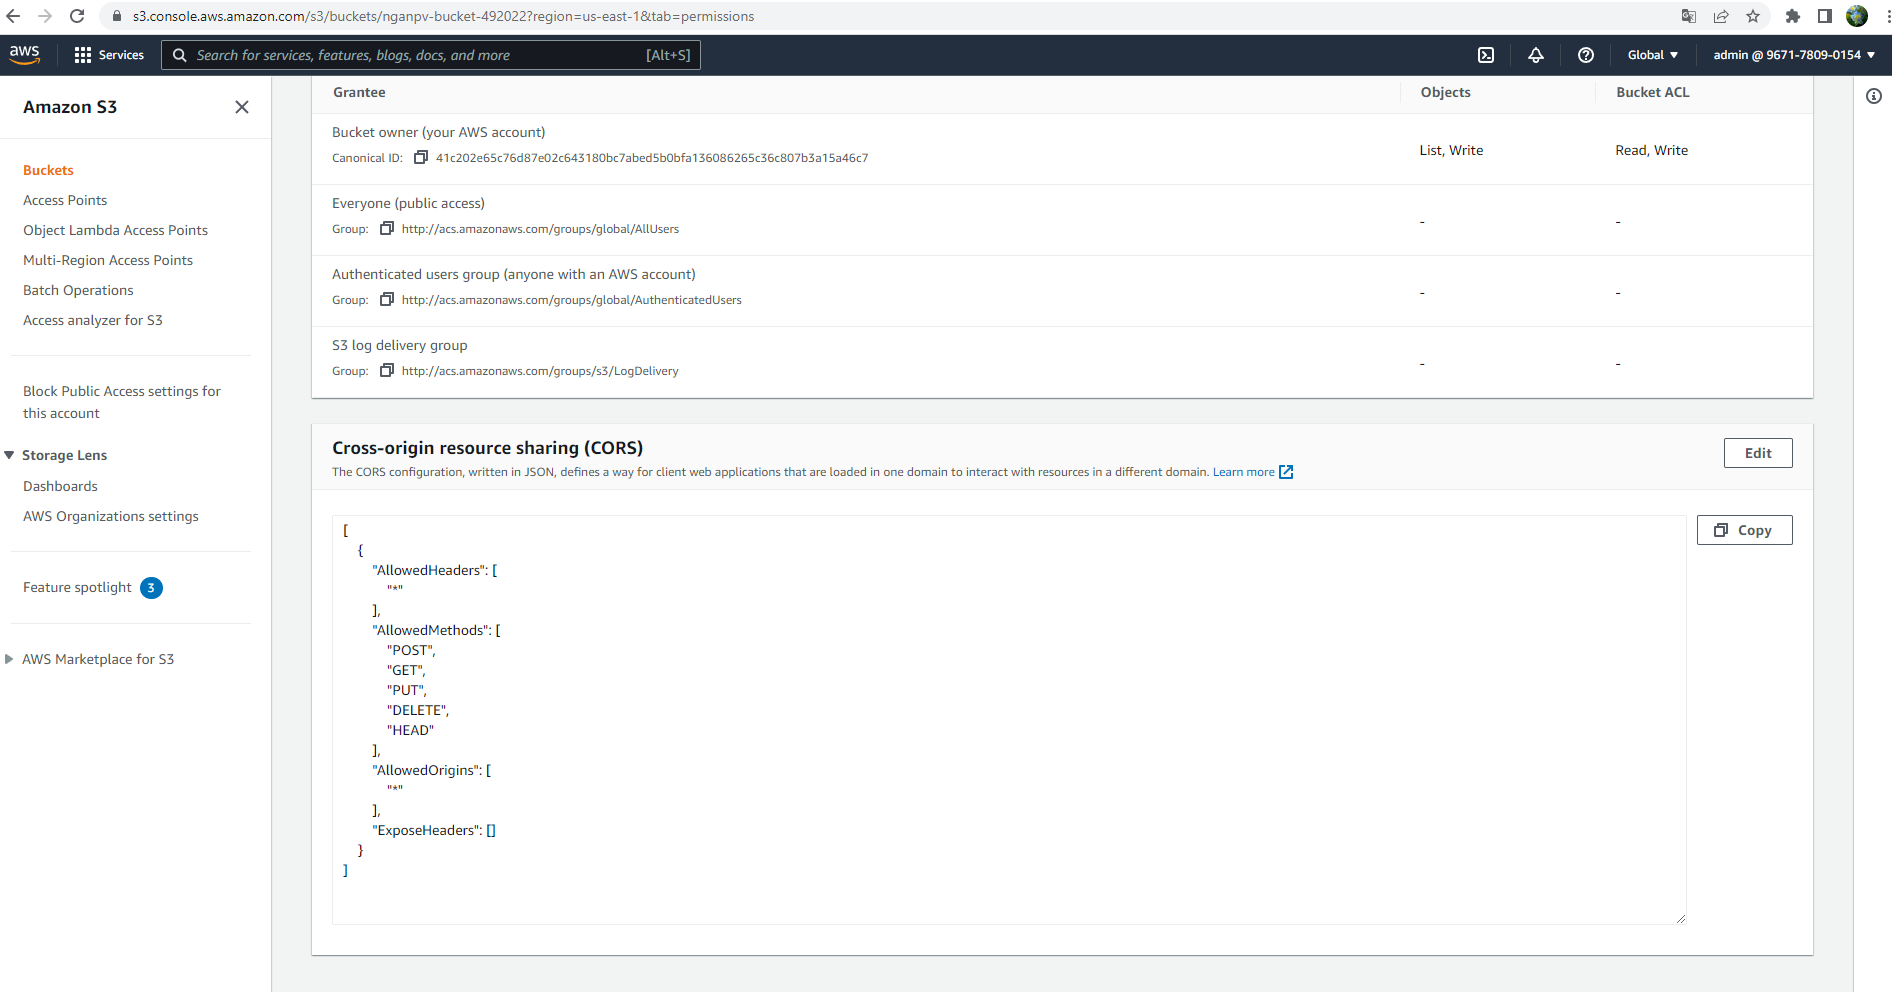 s3.console.aws.amazon.com/s3/buckets/nganpv-bucket-492022?region=us-east-1&tab=permissions
aws
Services
Search for services, features, blogs, docs, and more
[Alt+S]
Global
admin @ 9671-7809-0154
Amazon S3
Buckets
Access Points
Object Lambda Access Points
Multi-Region Access Points
Batch Operations
Access analyzer for S3
Block Public Access settings for
this account
Storage Lens
Dashboards
AWS Organizations settings
Feature spotlight 3
AWS Marketplace for S3
Grantee Objects Bucket ACL
Bucket owner (your AWS account)
Canonical ID: 41c202e65c76d87e02c643180bc7abed5b0bfa136086265c36c807b3a15a46c7
List, Write
Read, Write
Everyone (public access)
Group: http://acs.amazonaws.com/groups/global/AllUsers
- -
Authenticated users group (anyone with an AWS account)
Group: http://acs.amazonaws.com/groups/global/AuthenticatedUsers
- -
S3 log delivery group
Group: http://acs.amazonaws.com/groups/s3/LogDelivery
- -
Cross-origin resource sharing (CORS)
The CORS configuration, written in JSON, defines a way for client web applications that are loaded in one domain to interact with resources in a different domain. Learn more
Edit
Copy
[
{
"AllowedHeaders": [
"*"
],
"AllowedMethods": [
"POST",
"GET",
"PUT",
"DELETE",
"HEAD"
],
"AllowedOrigins": [
"*"
],
"ExposeHeaders": []
}
]